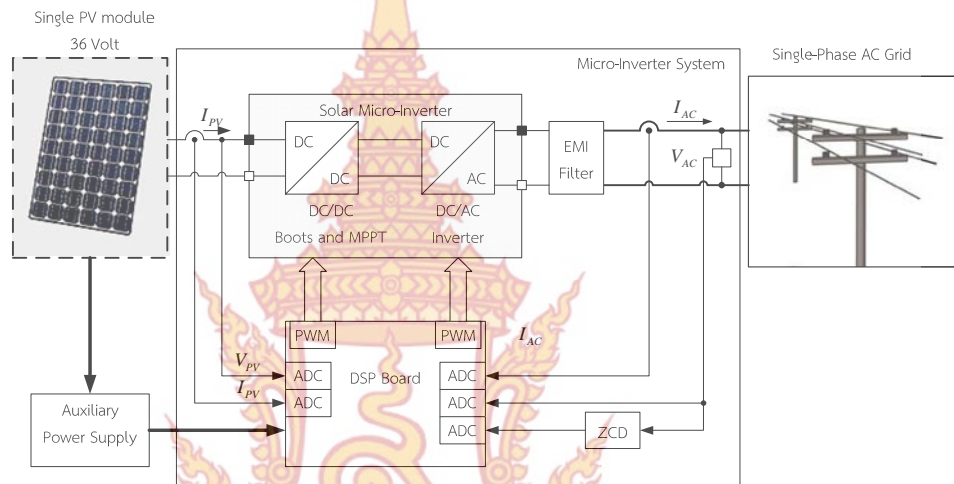 Single PV module
36 Volt
Micro-Inverter System
Single-Phase AC Grid
Solar Micro-Inverter
I_PV
DC
DC
DC/DC
Boots and MPPT
DC
AC
DC/AC
Inverter
EMI
Filter
I_AC
V_AC
PWM
PWM
I_AC
V_PV
I_PV
ADC
ADC
DSP Board
ADC
ADC
ADC
ZCD
Auxiliary
Power Supply